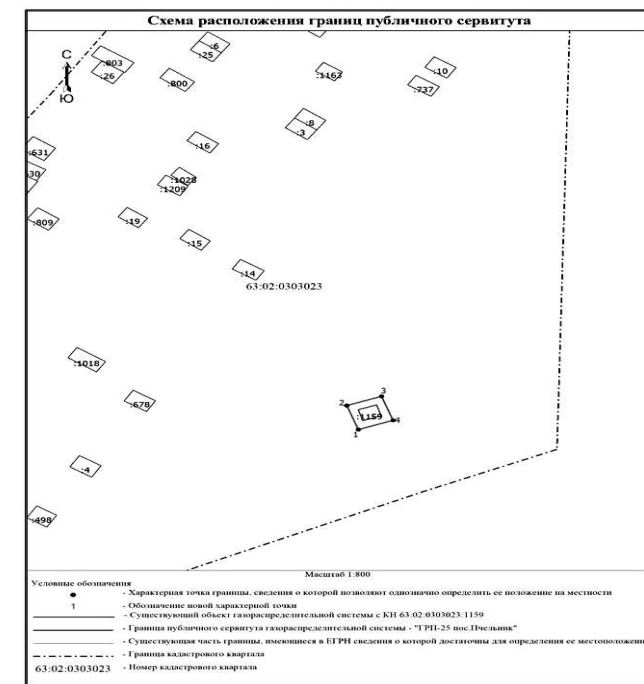 Схема расположения границ публичного сервитута
С
Ю
:803
:26
:6
:25
:800
:1163
:10
:737
:8
:3
:16
:631
:30
:1028
:1209
:809
:19
:15
:14
63:02:0303023
:1018
:678
2
3
:1159
4
1
:4
:498
Масштаб 1:800
Условные обозначения
- Характерная точка границы, сведения о которой позволяют однозначно определить ее положение на местности
1 - Обозначение новой характерной точки
- Существующий объект газораспределительной системы с КН 63:02:0303023:1159
- Граница публичного сервитута газораспределительной системы - "ГРП-25 пос.Пчельник"
- Существующая часть границы, имеющиеся в ЕГРН сведения о которой достаточны для определения ее местоположени
- Граница кадастрового квартала
63:02:0303023 - Номер кадастрового квартала